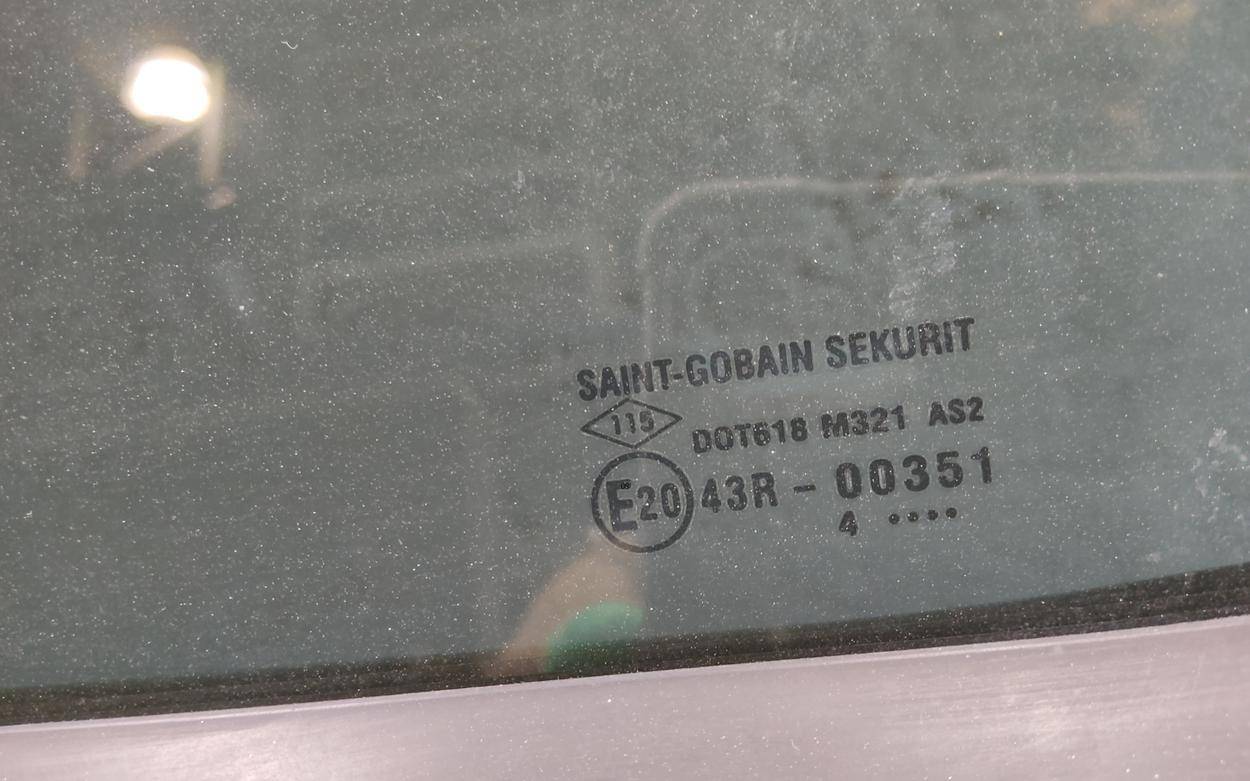 SAINT-GOBAIN SEKURIT
115
DOT618 M321 AS2
E20 43R - 00351
4 ••••